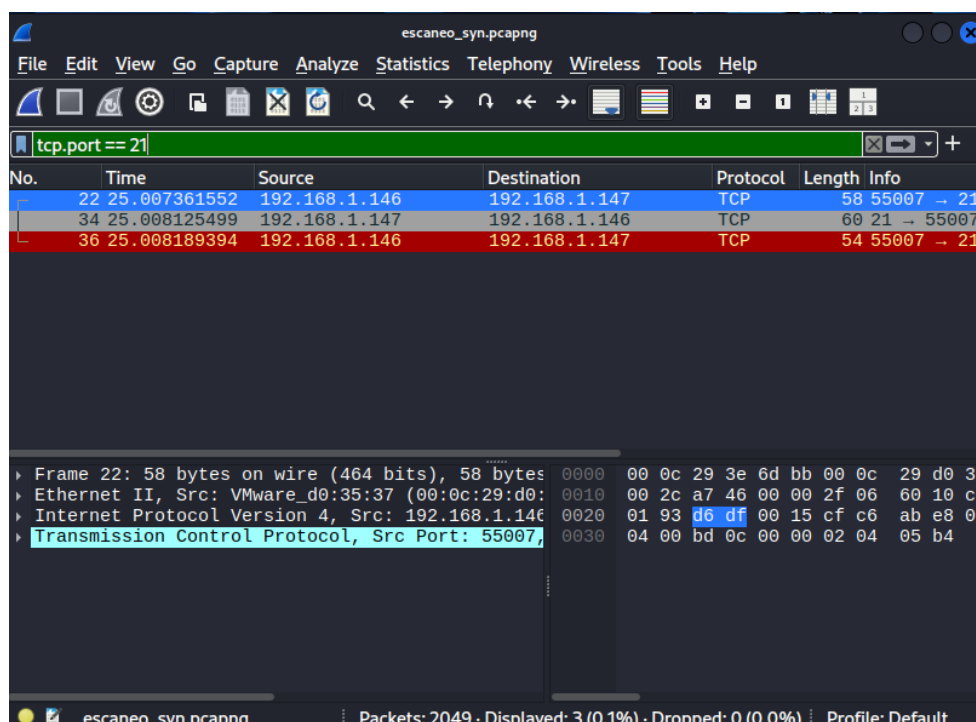 escaneo_syn.pcapng
File Edit View Go Capture Analyze Statistics Telephony Wireless Tools Help
tcp.port == 21
No. Time Source Destination Protocol Length Info
22 25.007361552 192.168.1.146 192.168.1.147 TCP 58 55007 → 21
34 25.008125499 192.168.1.147 192.168.1.146 TCP 60 21 → 55007
36 25.008189394 192.168.1.146 192.168.1.147 TCP 54 55007 → 21
Frame 22: 58 bytes on wire (464 bits), 58 bytes
Ethernet II, Src: VMware_d0:35:37 (00:0c:29:d0:
Internet Protocol Version 4, Src: 192.168.1.146
Transmission Control Protocol, Src Port: 55007,
0000 00 0c 29 3e 6d bb 00 0c 29 d0 3
0010 00 2c a7 46 00 00 2f 06 60 10 c
0020 01 93 d6 df 00 15 cf c6 ab e8 0
0030 04 00 bd 0c 00 00 02 04 05 b4
escaneo_syn.pcapng Packets: 2049 · Displayed: 3 (0.1%) · Dropped: 0 (0.0%) Profile: Default